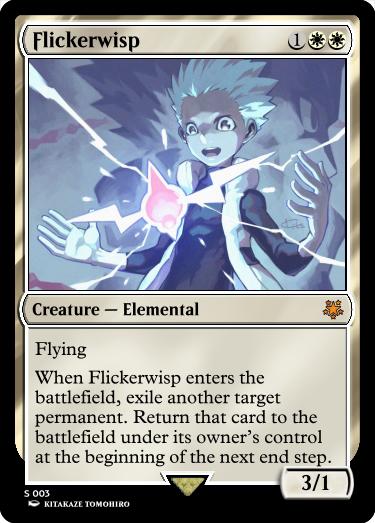 Flickerwisp 1
Creature — Elemental
Flying
When Flickerwisp enters the
battlefield, exile another target
permanent. Return that card to the
battlefield under its owner's control
at the beginning of the next end step.
3/1
S 003
KITAKAZE TOMOHIRO